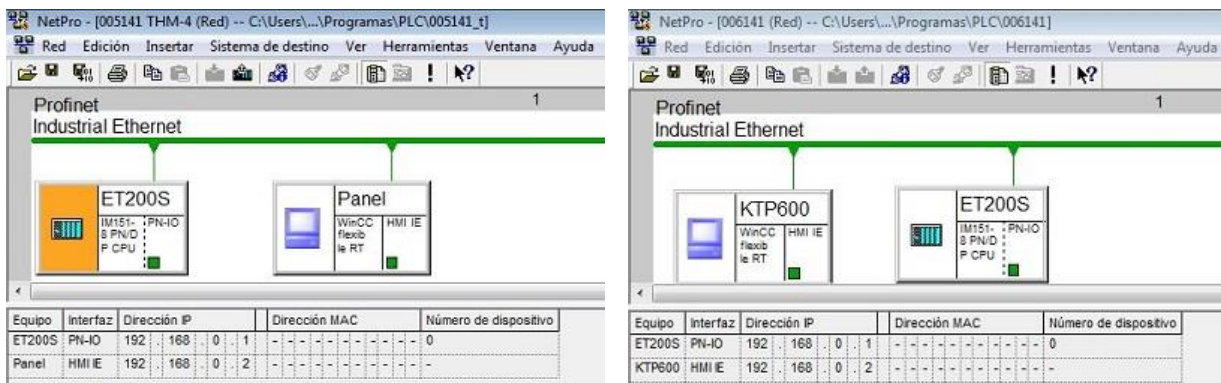 NetPro - [005141 THM-4 (Red) -- C:\Users\...\Programas\PLC\005141_t]
Red Edición Insertar Sistema de destino Ver Herramientas Ventana Ayuda
Profinet 1
Industrial Ethernet
ET200S
IM151-
8 PN/D
P CPU
PN-IO
Panel
WinCC
flexib
le RT
HMI IE
Equipo Interfaz Dirección IP Dirección MAC Número de dispositivo
ET200S PN-IO 192 . 168 . 0 . 1 - - - - - - - - - - - 0
Panel HMI IE 192 . 168 . 0 . 2 - - - - - - - - - - - -
NetPro - [006141 (Red) -- C:\Users\...\Programas\PLC\006141]
Red Edición Insertar Sistema de destino Ver Herramientas Ventana Ayuda
Profinet 1
Industrial Ethernet
KTP600
WinCC
flexib
le RT
HMI IE
ET200S
IM151-
8 PN/D
P CPU
PN-IO
Equipo Interfaz Dirección IP Dirección MAC Número de dispositivo
ET200S PN-IO 192 . 168 . 0 . 1 - - - - - - - - - - - 0
KTP600 HMI IE 192 . 168 . 0 . 2 - - - - - - - - - - - -